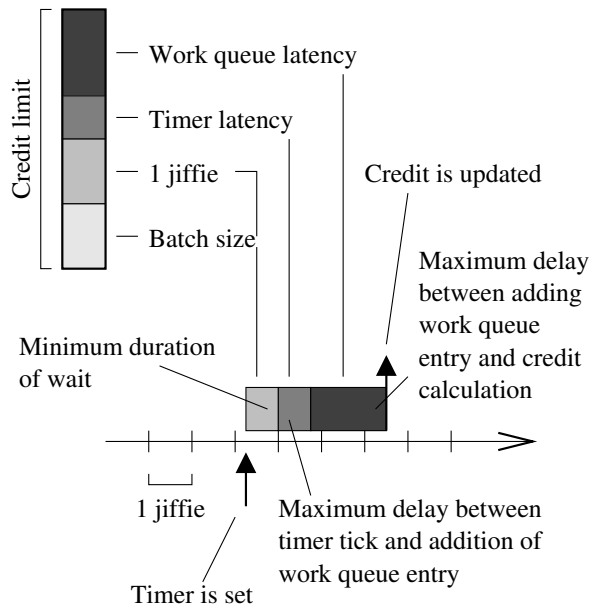 Credit limit
Work queue latency
Timer latency
1 jiffie
Batch size
Credit is updated
Maximum delay
between adding
work queue
entry and credit
calculation
Minimum duration
of wait
1 jiffie
Maximum delay between
timer tick and addition of
work queue entry
Timer is set